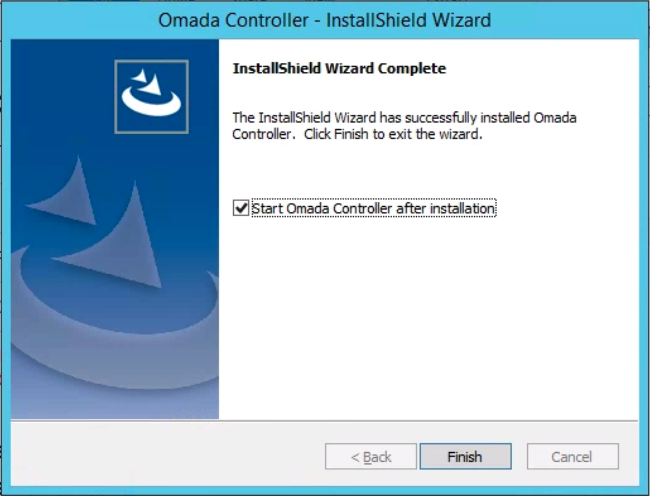 Omada Controller - InstallShield Wizard
InstallShield Wizard Complete
The InstallShield Wizard has successfully installed Omada
Controller. Click Finish to exit the wizard.
Start Omada Controller after installation
< Back
Finish
Cancel